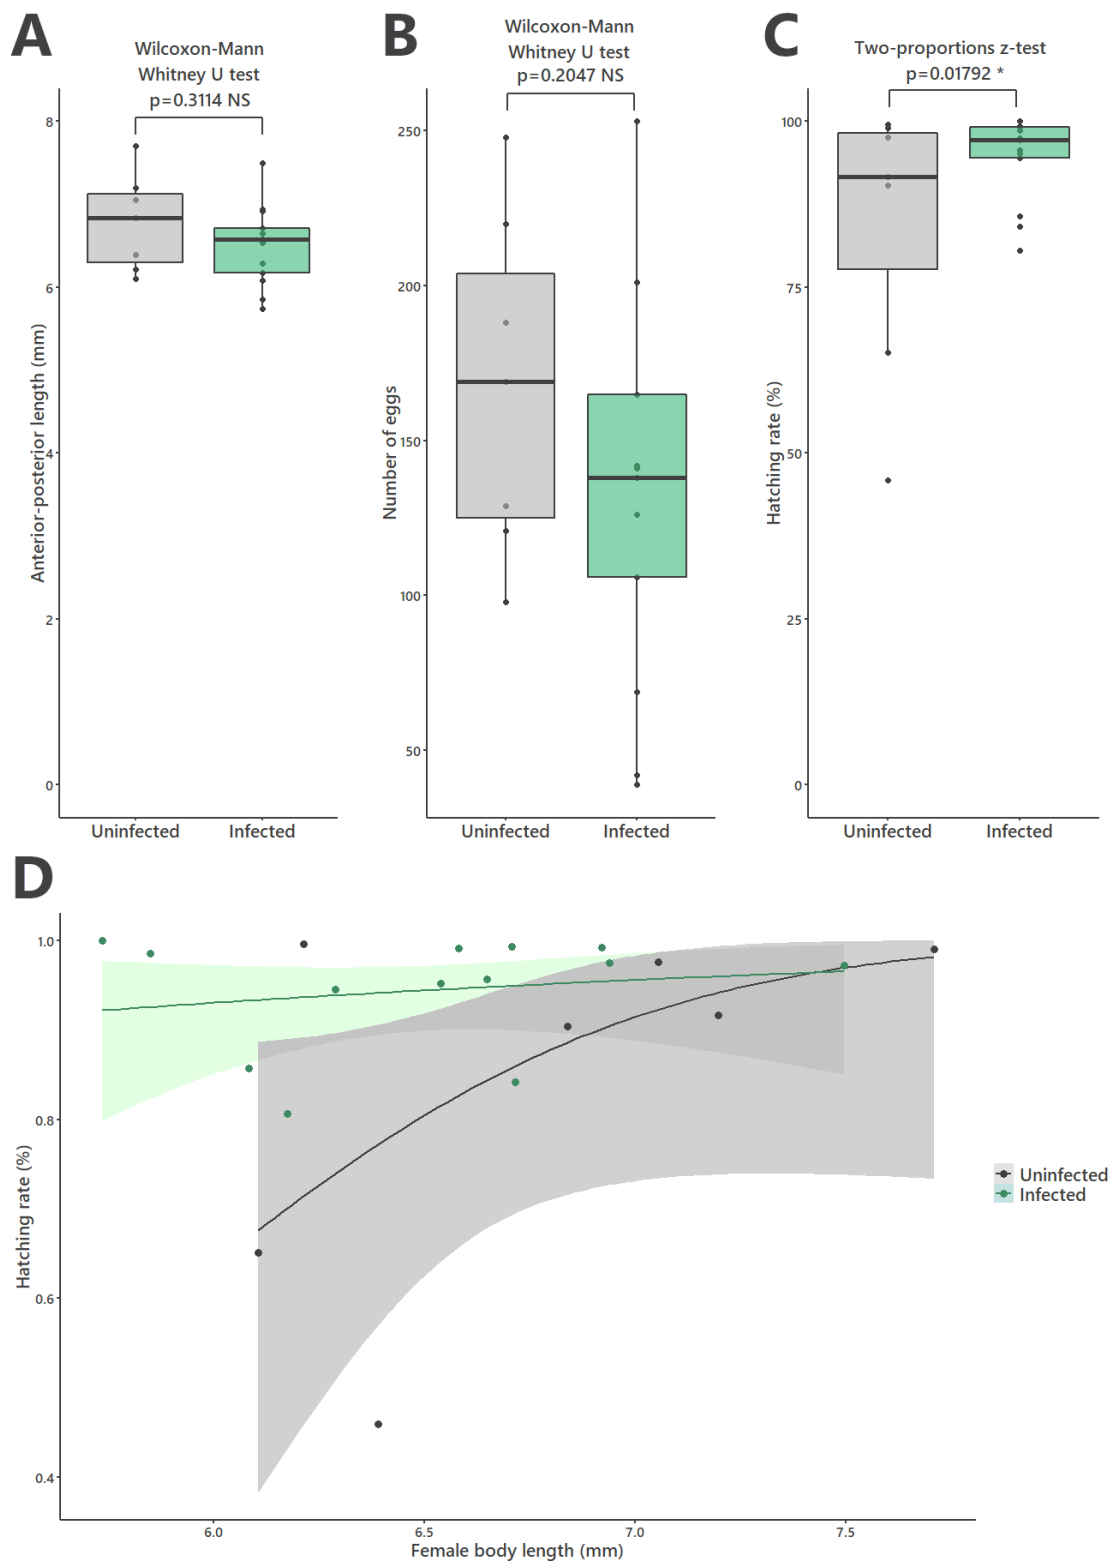 A
Wilcoxon-Mann
Whitney U test
p=0.3114 NS
8
6
4
2
0
Anterior-posterior length (mm)
Uninfected
Infected
B
Wilcoxon-Mann
Whitney U test
p=0.2047 NS
250
200
150
100
50
Number of eggs
Uninfected
Infected
C
Two-proportions z-test
p=0.01792 *
100
75
50
25
0
Hatching rate (%)
Uninfected
Infected
D
1.0
0.8
0.6
0.4
Hatching rate (%)
6.0
6.5
7.0
7.5
Female body length (mm)
Uninfected
Infected